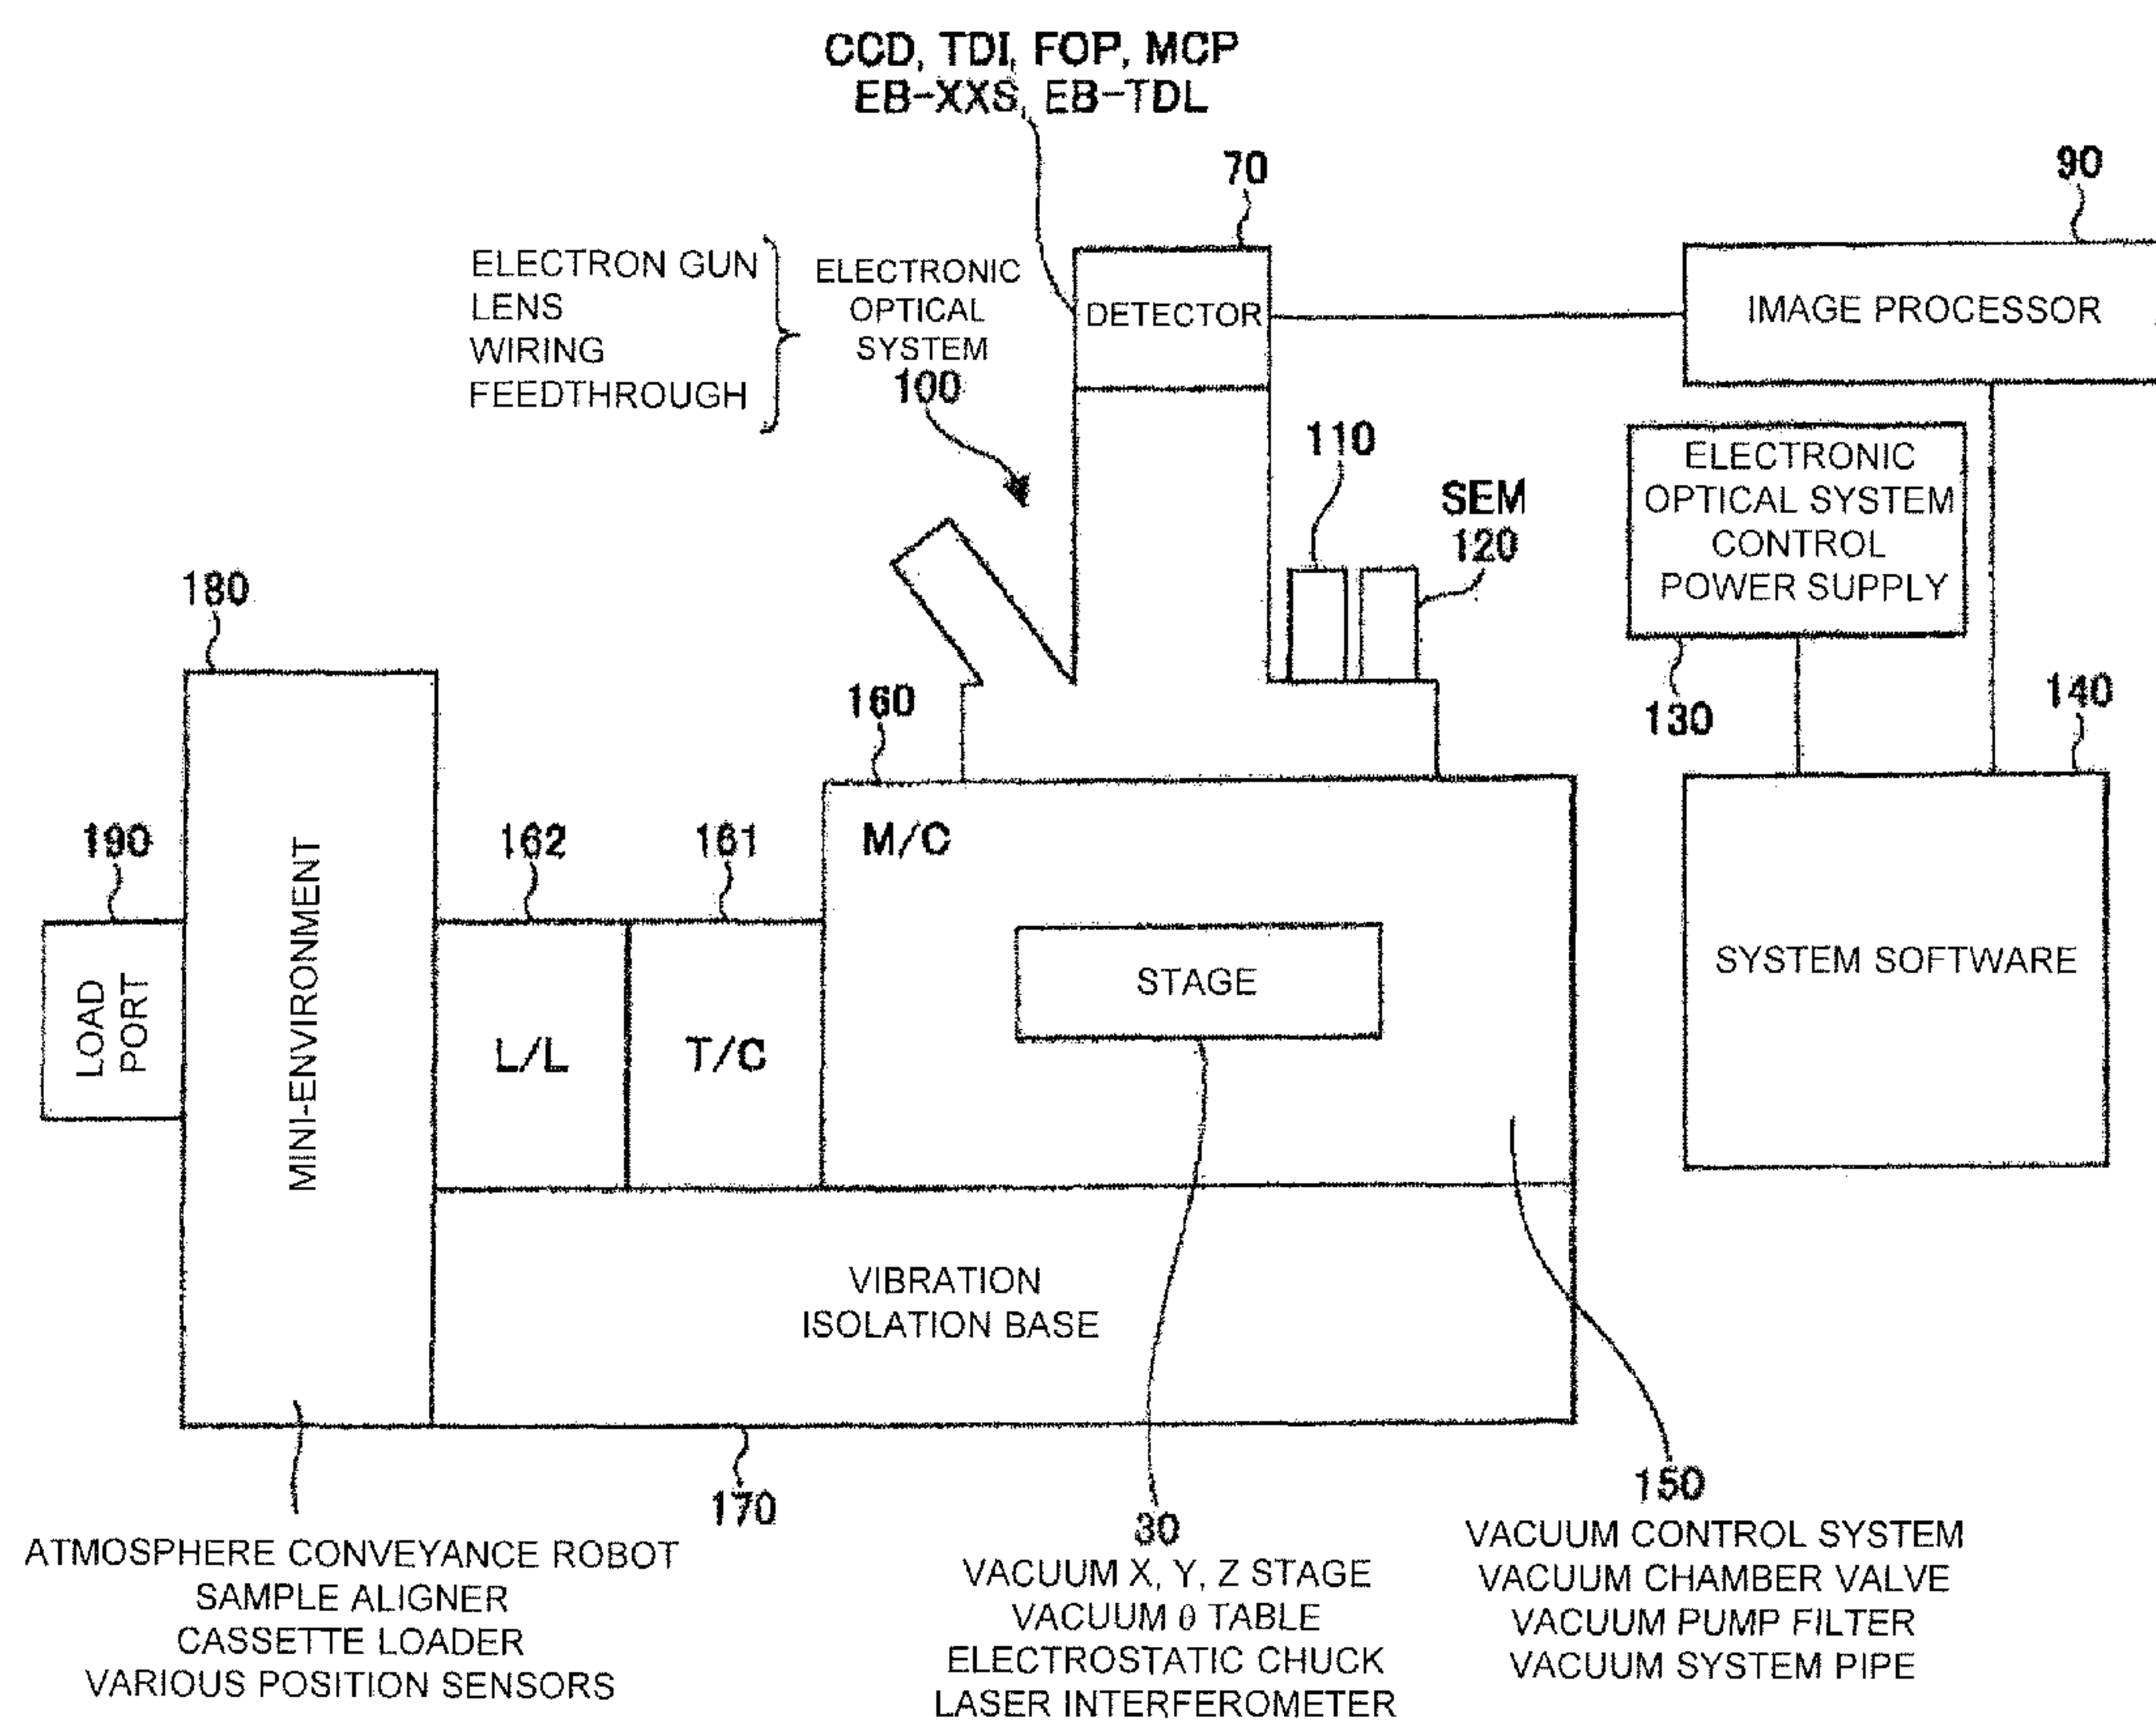 CCD, TDI, FOP, MCP
EB-XXS, EB-TDL
70
90
ELECTRON GUN
LENS
WIRING
FEEDTHROUGH
ELECTRONIC
OPTICAL
SYSTEM
100
DETECTOR
IMAGE PROCESSOR
110
SEM
120
ELECTRONIC
OPTICAL SYSTEM
CONTROL
POWER SUPPLY
130
140
180
160
190
162
161
M/C
LOAD
PORT
MINI-ENVIRONMENT
L/L
T/C
STAGE
SYSTEM SOFTWARE
VIBRATION
ISOLATION BASE
170
ATMOSPHERE CONVEYANCE ROBOT
SAMPLE ALIGNER
CASSETTE LOADER
VARIOUS POSITION SENSORS
30
VACUUM X, Y, Z STAGE
VACUUM θ TABLE
ELECTROSTATIC CHUCK
LASER INTERFEROMETER
150
VACUUM CONTROL SYSTEM
VACUUM CHAMBER VALVE
VACUUM PUMP FILTER
VACUUM SYSTEM PIPE